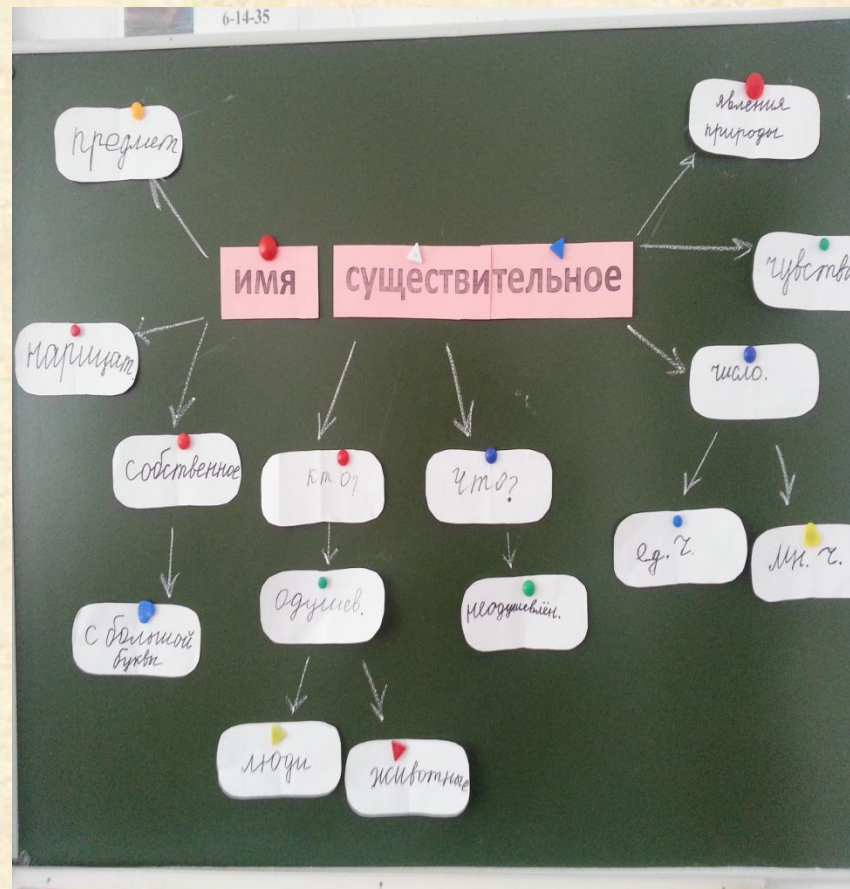 6-14-35
явления
природы
предмет
имя существительное
чувства
нарицат
число.
собственное
кто?
что?
ед. ч.
мн. ч.
одушев.
неодушевлён.
с большой
буквы
люди
животные